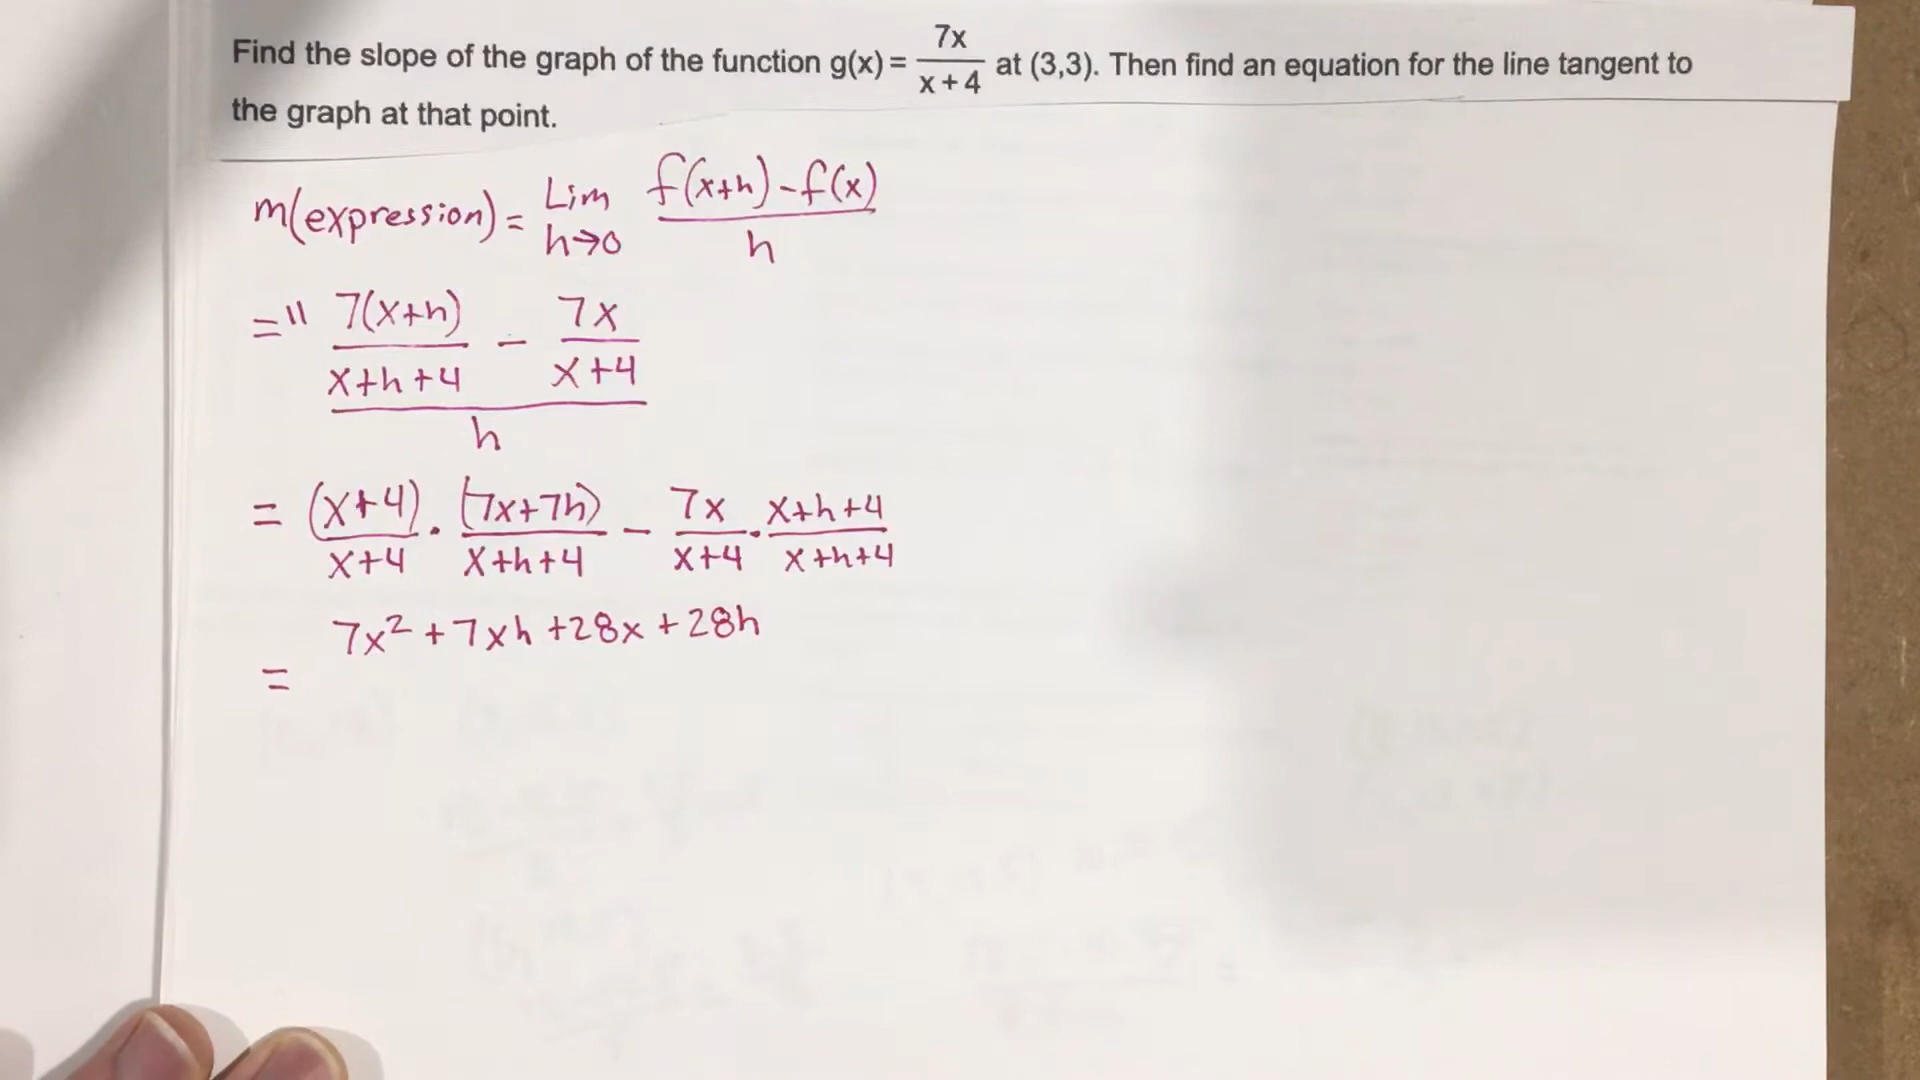 Find the slope of the graph of the function g(x) = 7x / x + 4 at (3,3). Then find an equation for the line tangent to
the graph at that point.
m(expression) = Lim h→0 f(x+h) - f(x) / h
=" 7(x+h) / x+h+4 - 7x / x+4
h
= (x+4) / x+4 · (7x+7h) / x+h+4 - 7x / x+4 · x+h+4 / x+h+4
7x² + 7xh + 28x + 28h
=